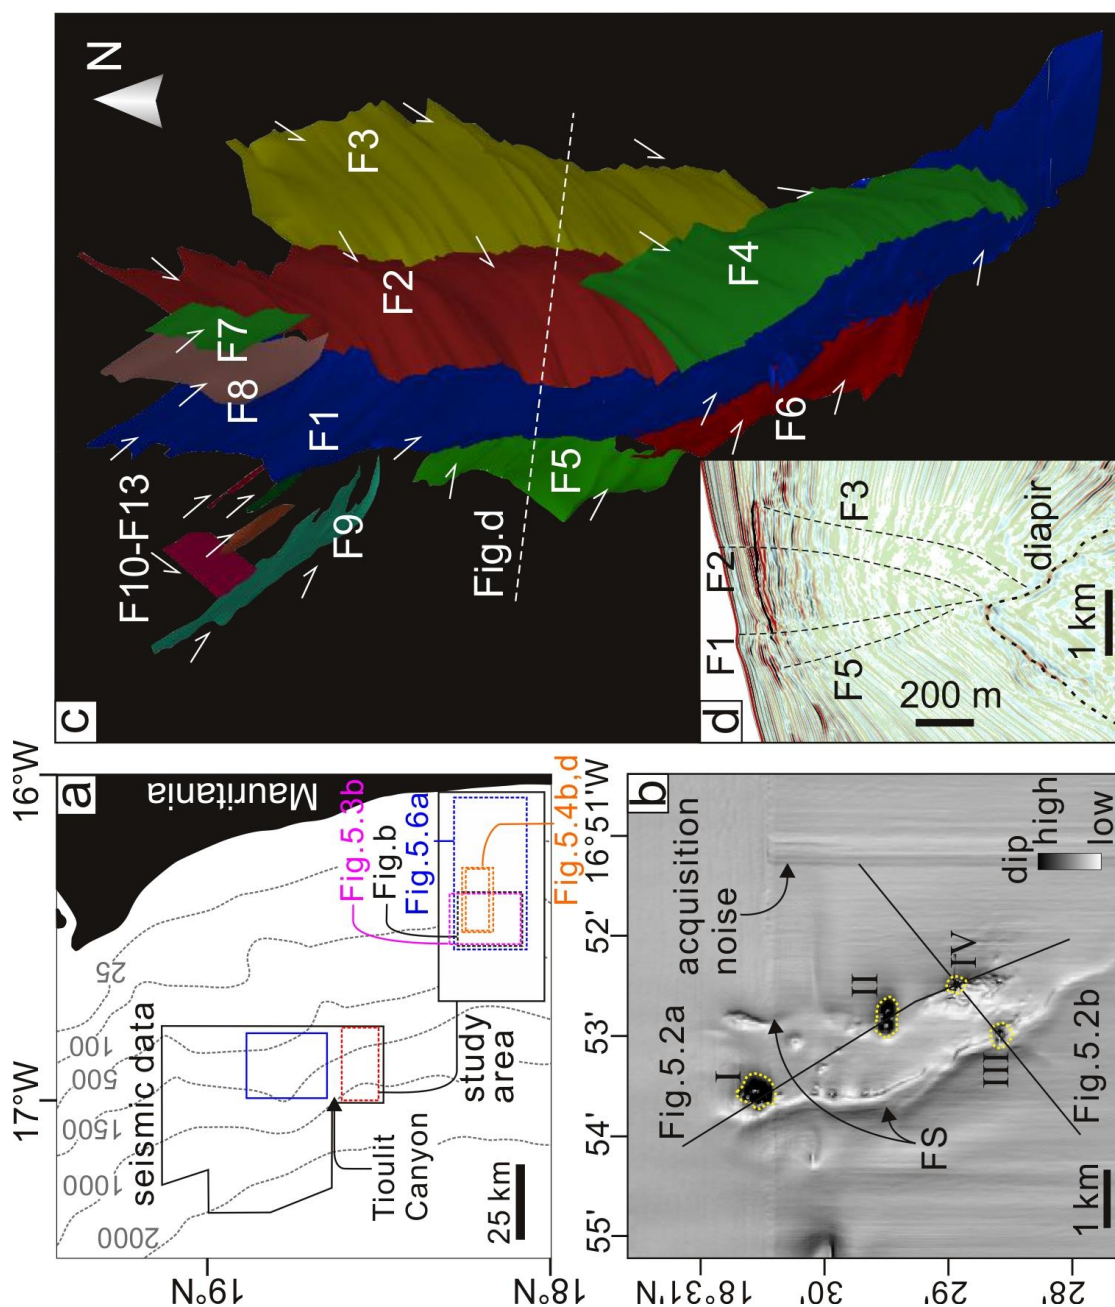 a
16°W
17°W
19°N
18°N
Mauritania
25
100
500
1500
1000
2000
seismic data
Tioulit
Canyon
study
area
25 km
Fig.5.3b
Fig.b
Fig.5.6a
Fig.5.4b,d
b
16°51'W
52'
53'
54'
55'
18°31'N
30'
29'
28'
acquisition
noise
dip
high
low
Fig.5.2a
Fig.5.2b
I
II
III
IV
FS
1 km
c
N
F10-F13
F9
F8
F7
F1
F2
F3
F4
F5
F6
Fig.d
d
F1
F2
F3
F5
diapir
200 m
1 km